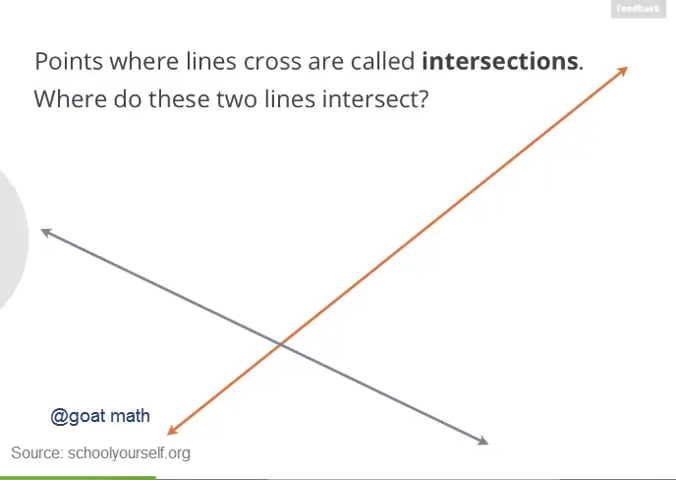 Feedback
Points where lines cross are called intersections.
Where do these two lines intersect?
@goat math
Source: schoolyourself.org